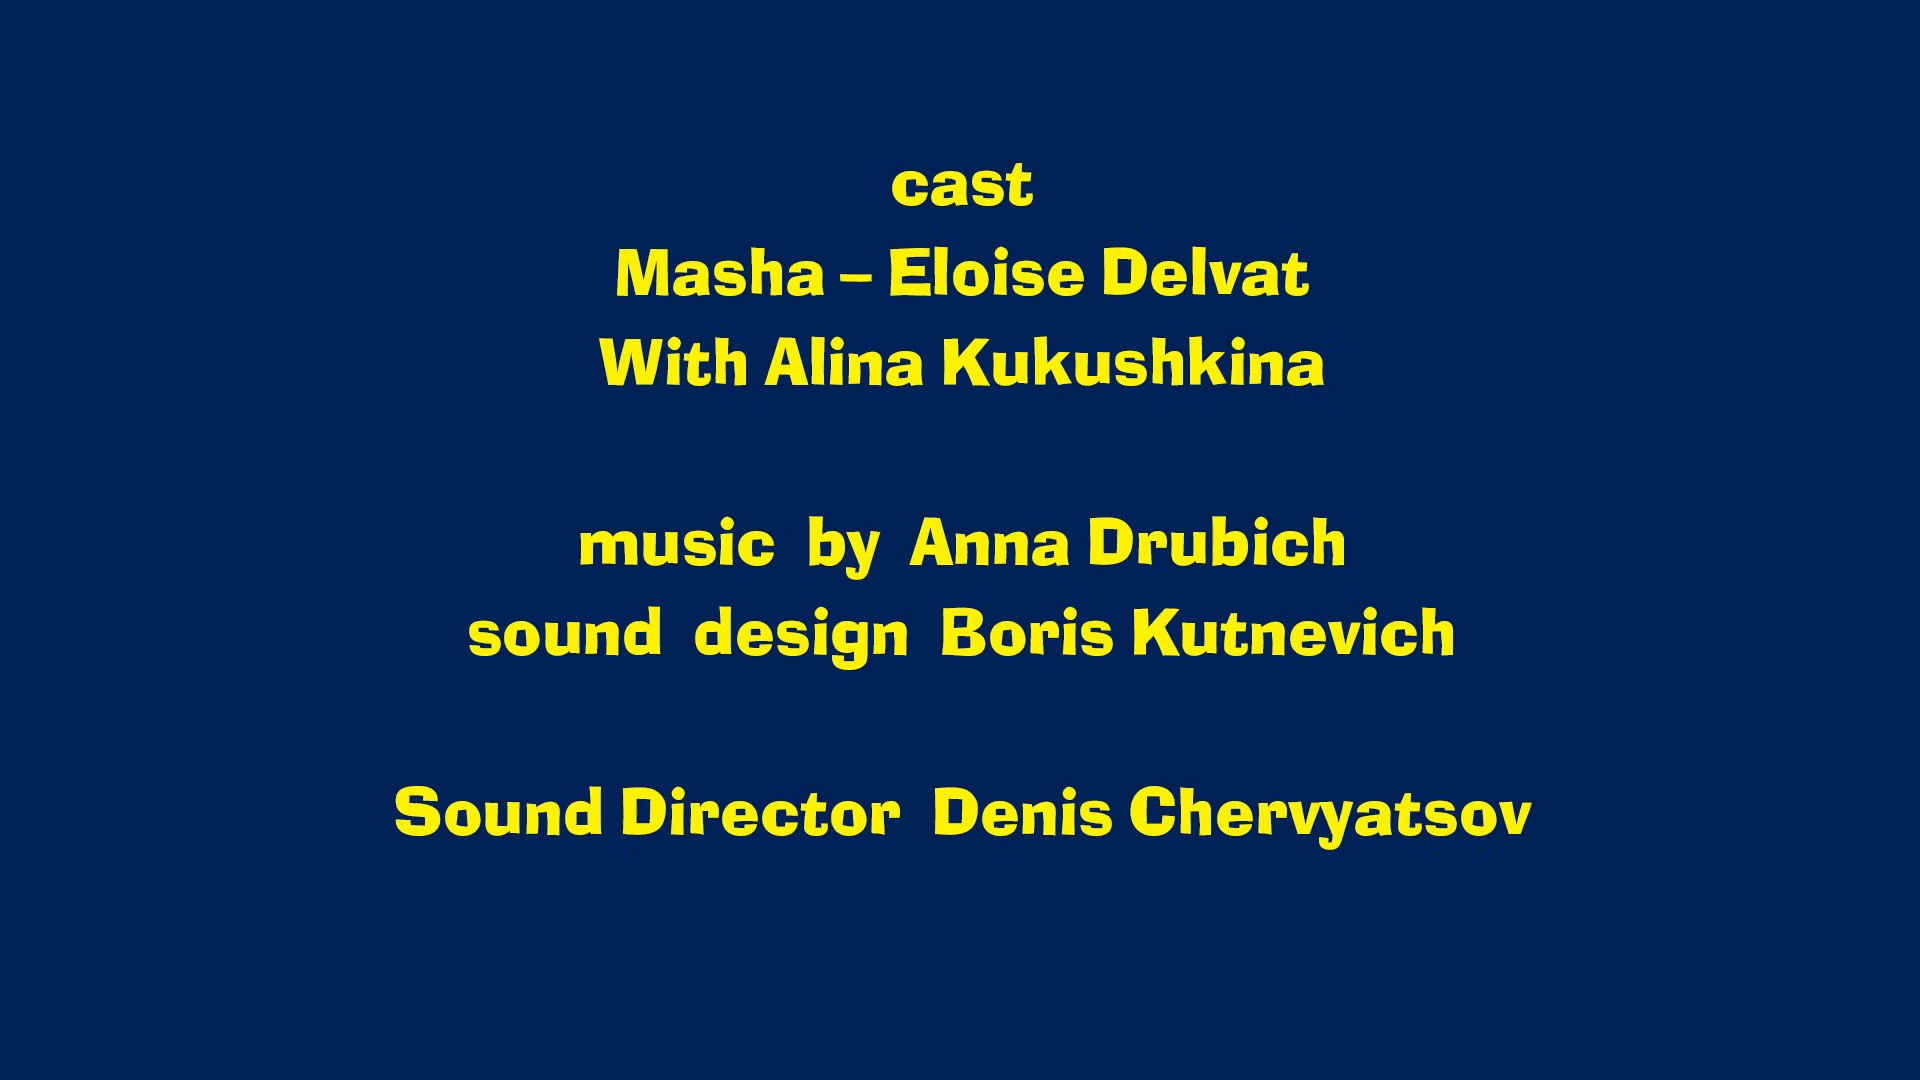 cast
Masha – Eloise Delvat
With Alina Kukushkina
music by Anna Drubich
sound design Boris Kutnevich
Sound Director Denis Chervyatsov